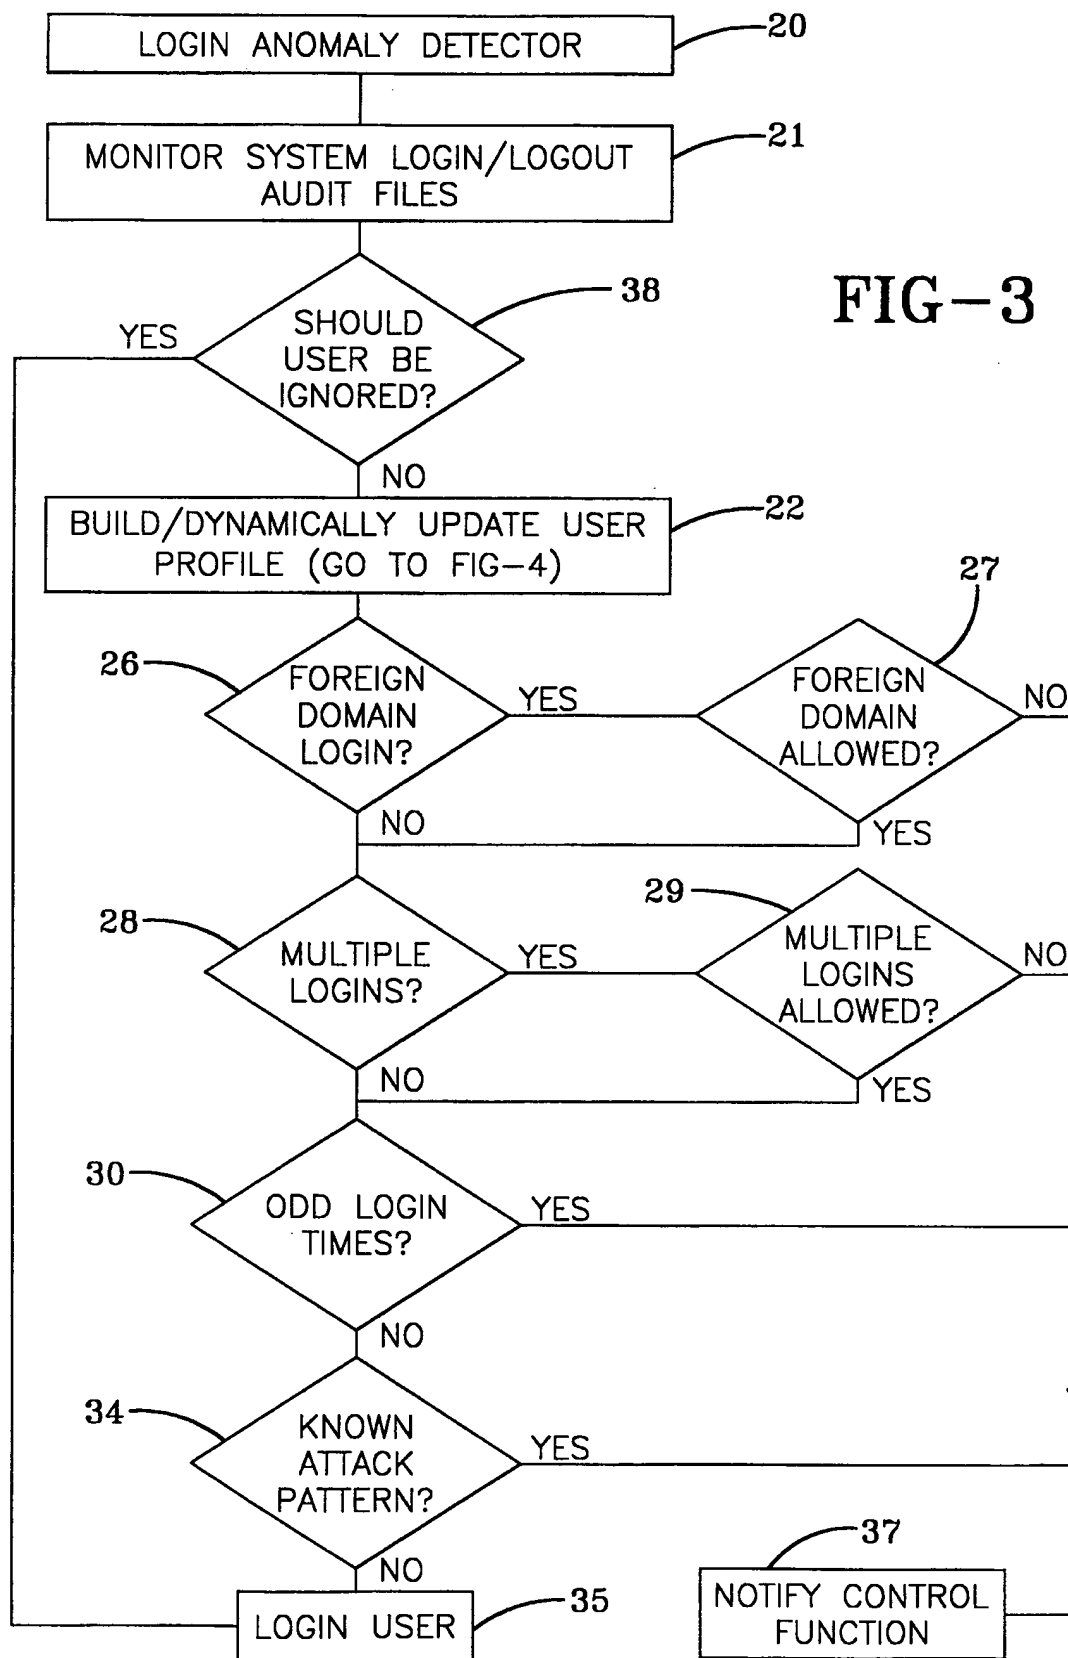 LOGIN ANOMALY DETECTOR
20
MONITOR SYSTEM LOGIN/LOGOUT
AUDIT FILES
21
FIG-3
38
SHOULD
USER BE
IGNORED?
YES
NO
BUILD/DYNAMICALLY UPDATE USER
PROFILE (GO TO FIG-4)
22
26
FOREIGN
DOMAIN
LOGIN?
YES
NO
27
FOREIGN
DOMAIN
ALLOWED?
NO
YES
28
MULTIPLE
LOGINS?
YES
NO
29
MULTIPLE
LOGINS
ALLOWED?
NO
YES
30
ODD LOGIN
TIMES?
YES
NO
34
KNOWN
ATTACK
PATTERN?
YES
NO
LOGIN USER
35
37
NOTIFY CONTROL
FUNCTION